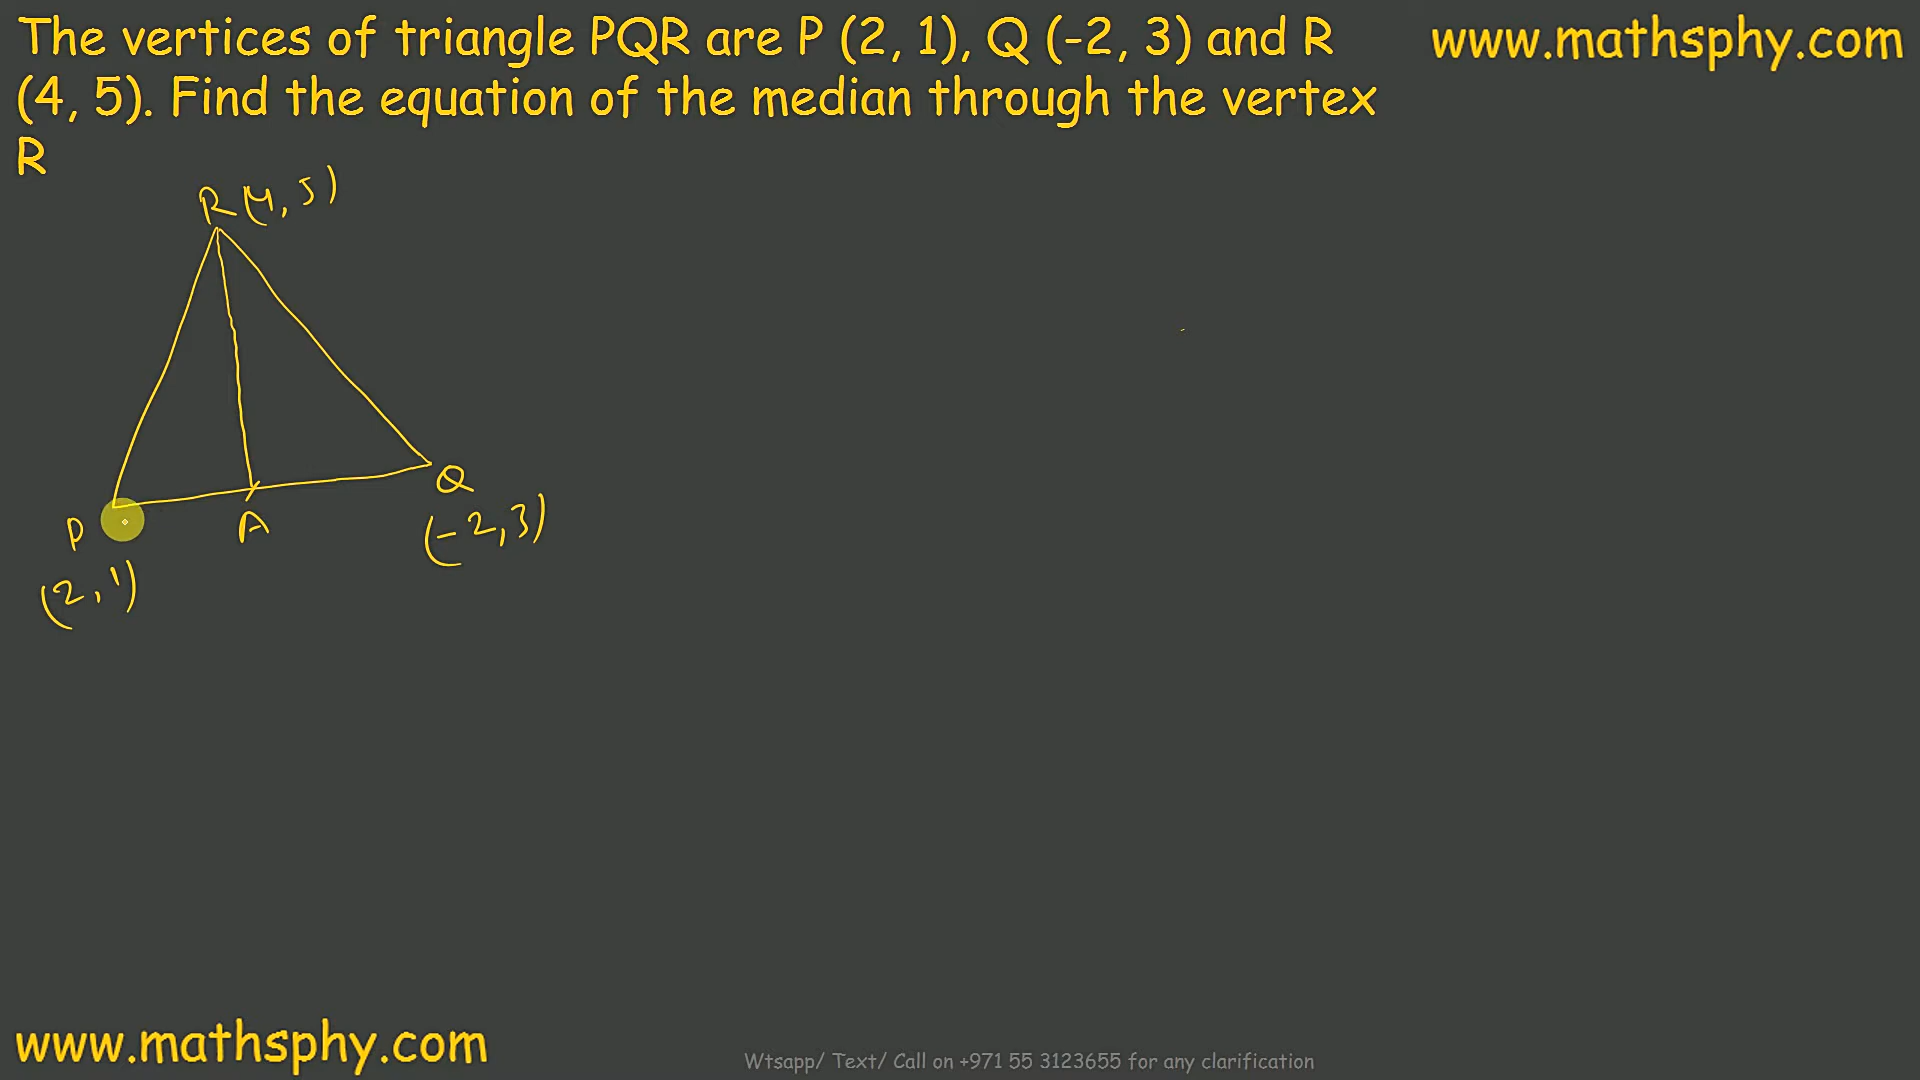 The vertices of triangle PQR are P (2, 1), Q (-2, 3) and R
(4, 5). Find the equation of the median through the vertex
R
www.mathsphy.com
R (4, 5)
P
A
Q
(-2, 3)
(2, 1)
www.mathsphy.com
Wtsapp/ Text/ Call on +971 55 3123655 for any clarification